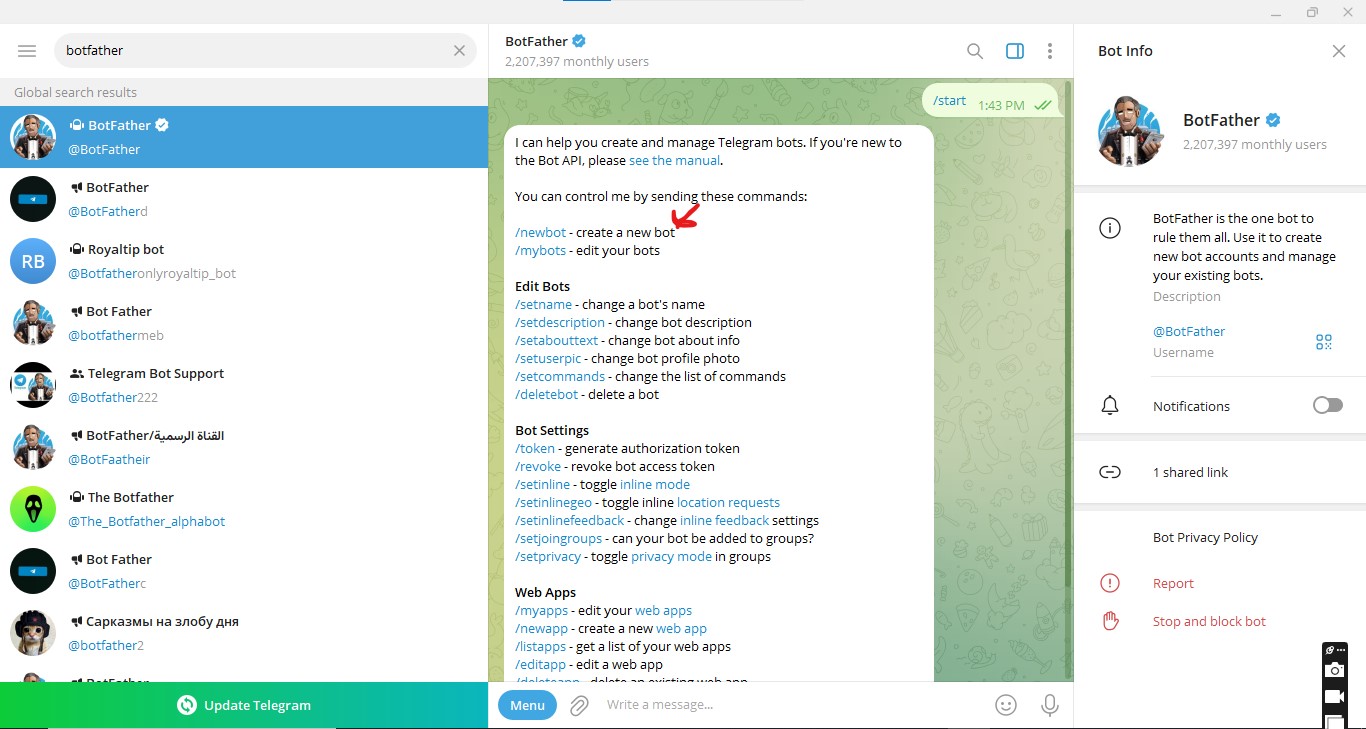 botfather
Global search results
BotFather
@BotFather
BotFather
@BotFatherd
RB
Royaltip bot
@Botfatheronlyroyaltip_bot
Bot Father
@botfathermeb
Telegram Bot Support
@Botfather222
BotFather/القناة الرسمية
@BotFaatheir
The Botfather
@The_Botfather_alphabot
Bot Father
@BotFatherc
Сарказмы на злобу дня
@botfather2
BotFather
Update Telegram
BotFather
2,207,397 monthly users
/start 1:43 PM
I can help you create and manage Telegram bots. If you're new to
the Bot API, please see the manual.
You can control me by sending these commands:
/newbot - create a new bot
/mybots - edit your bots
Edit Bots
/setname - change a bot's name
/setdescription - change bot description
/setabouttext - change bot about info
/setuserpic - change bot profile photo
/setcommands - change the list of commands
/deletebot - delete a bot
Bot Settings
/token - generate authorization token
/revoke - revoke bot access token
/setinline - toggle inline mode
/setinlinegeo - toggle inline location requests
/setinlinefeedback - change inline feedback settings
/setjoingroups - can your bot be added to groups?
/setprivacy - toggle privacy mode in groups
Web Apps
/myapps - edit your web apps
/newapp - create a new web app
/listapps - get a list of your web apps
/editapp - edit a web app
/deleteapp - delete an existing web app
Menu
Write a message...
Bot Info
BotFather
2,207,397 monthly users
BotFather is the one bot to
rule them all. Use it to create
new bot accounts and manage
your existing bots.
Description
@BotFather
Username
Notifications
1 shared link
Bot Privacy Policy
Report
Stop and block bot